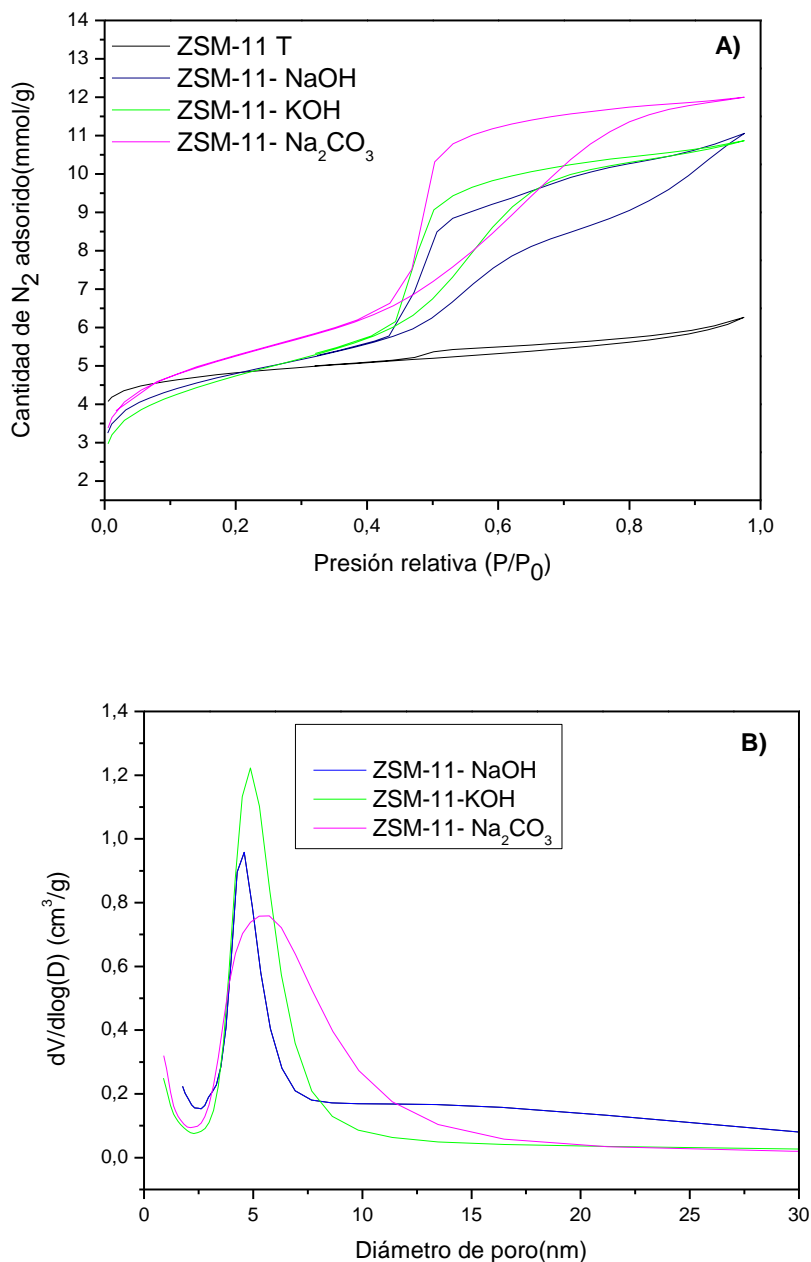 A)
ZSM-11 T
ZSM-11- NaOH
ZSM-11- KOH
ZSM-11- Na₂CO₃
Cantidad de N₂ adsorido(mmol/g)
14
13
12
11
10
9
8
7
6
5
4
3
2
0,0 0,2 0,4 0,6 0,8 1,0
Presión relativa (P/P₀)
B)
ZSM-11- NaOH
ZSM-11-KOH
ZSM-11- Na₂CO₃
dV/dlog(D) (cm³/g)
1,4
1,2
1,0
0,8
0,6
0,4
0,2
0,0
0 5 10 15 20 25 30
Diámetro de poro(nm)